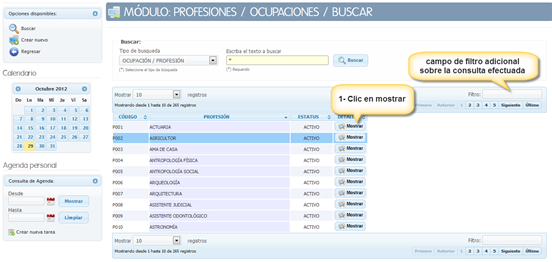 Opciones disponibles:
Buscar
Crear nuevo
Regresar
Calendario
Octubre 2012
Do Lu Ma Mi Ju Vi Sa
1 2 3 4 5 6
7 8 9 10 11 12 13
14 15 16 17 18 19 20
21 22 23 24 25 26 27
28 29 30 31
Agenda personal
Consulta de Agenda:
Desde
Mostrar
Hasta
Limpiar
Crear nueva tarea
MÓDULO: PROFESIONES / OCUPACIONES / BUSCAR
Buscar:
Tipo de búsqueda
Escriba el texto a buscar
OCUPACIÓN / PROFESIÓN
*
Buscar
(*) Seleccione el tipo de búsqueda
(*) Requerido
campo de filtro adicional
sobre la consulta efectuada
1- Clic en mostrar
Mostrar 10 registros
Filtro:
Mostrando desde 1 hasta 10 de 265 registros
Primero Anterior 1 2 3 4 5 Siguiente Último
CÓDIGO PROFESIÓN ESTATUS DETALLE
P001 ACTUARIA ACTIVO Mostrar
P002 AGRICULTOR ACTIVO Mostrar
P003 AMA DE CASA ACTIVO Mostrar
P004 ANTROPOLOGÍA FÍSICA ACTIVO Mostrar
P005 ANTROPOLOGÍA SOCIAL ACTIVO Mostrar
P006 ARQUEOLOGÍA ACTIVO Mostrar
P007 ARQUITECTURA ACTIVO Mostrar
P008 ASISTENTE JUDICIAL ACTIVO Mostrar
P009 ASISTENTE ODONTOLÓGICO ACTIVO Mostrar
P010 ASTRONOMÍA ACTIVO Mostrar
Mostrar 10 registros
Filtro:
Mostrando desde 1 hasta 10 de 265 registros
Primero Anterior 1 2 3 4 5 Siguiente Último